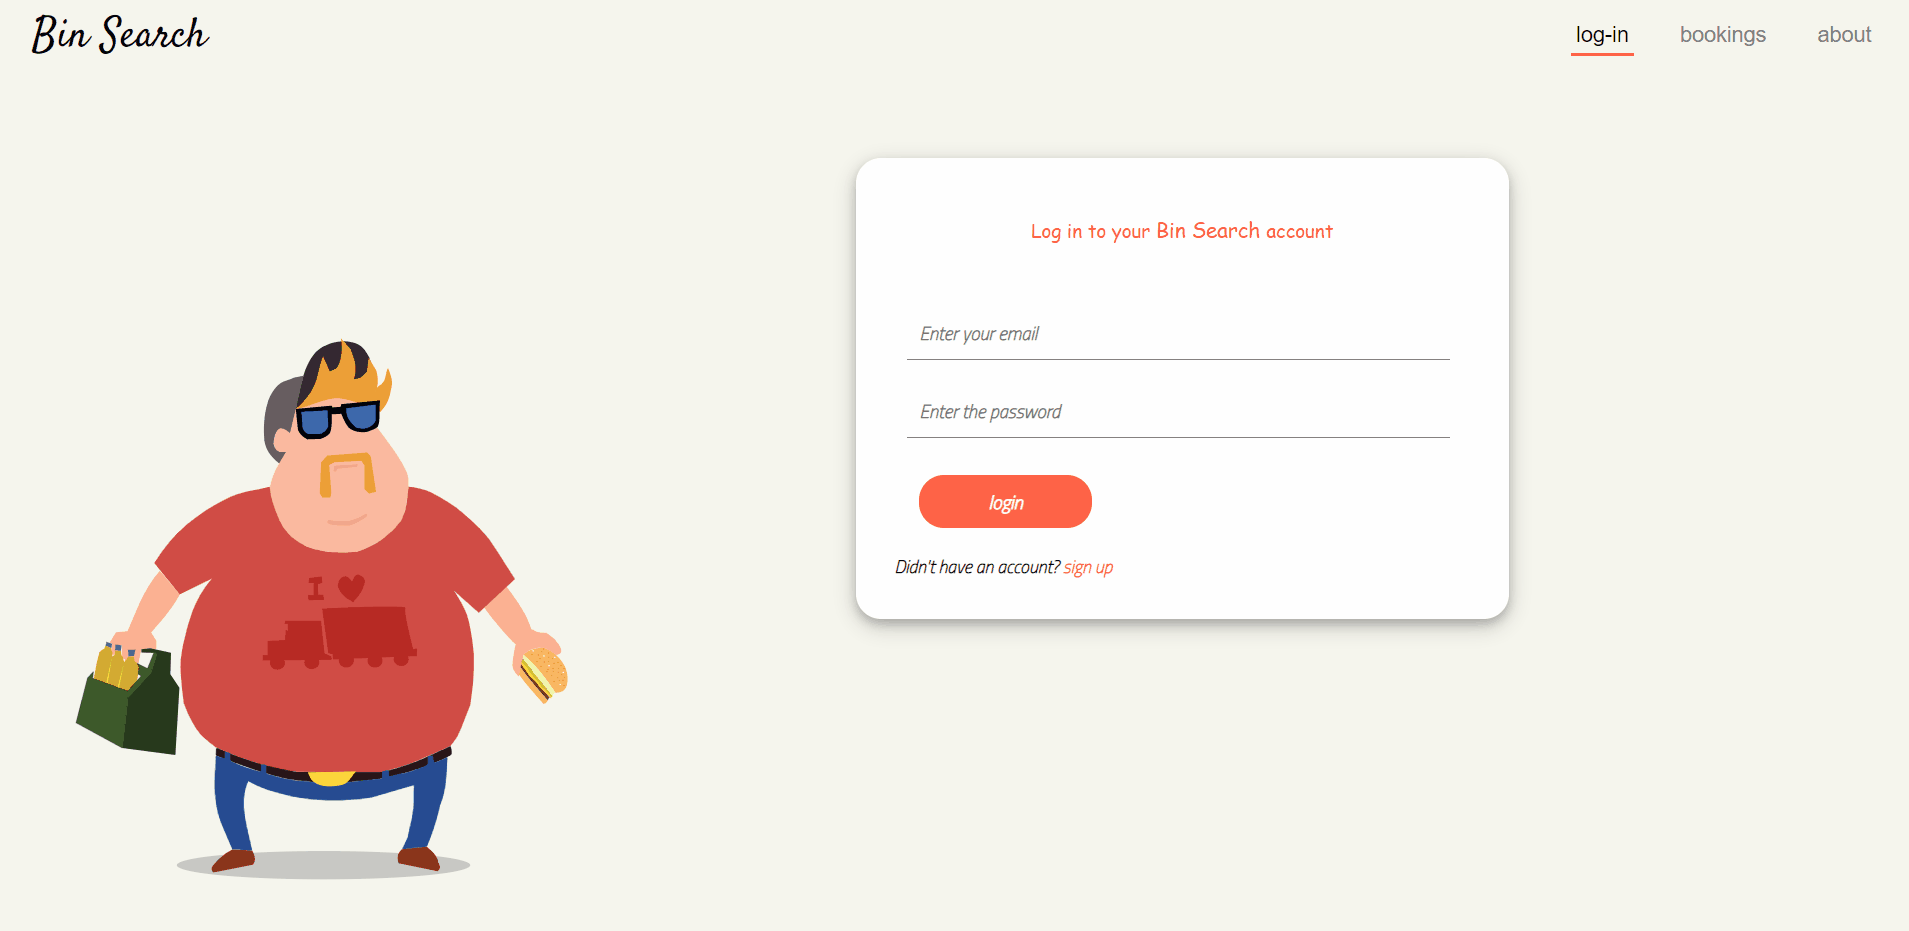 Bin Search
log-in bookings about
Log in to your Bin Search account
Enter your email
Enter the password
login
Didn't have an account? sign up
I